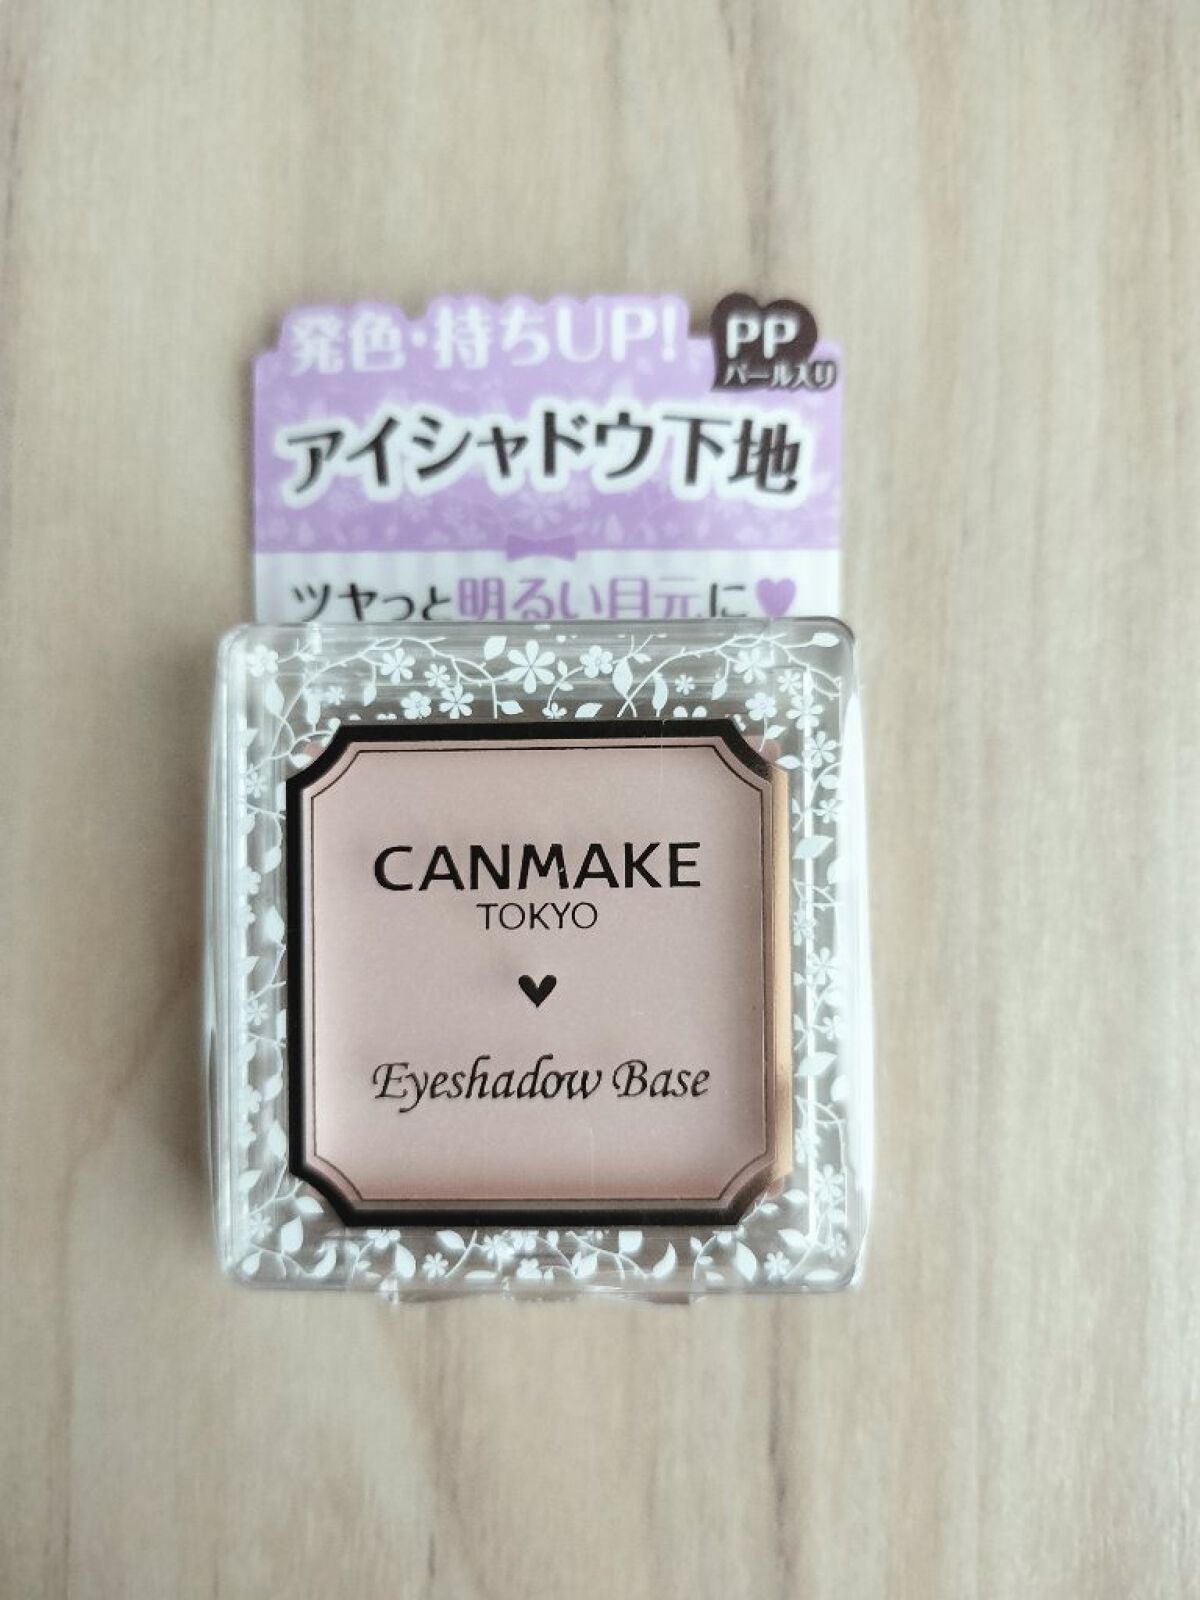 発色・持ちUP!
PP
パール入り
アイシャドウ下地
ツヤっと明るい目元に♥
CANMAKE
TOKYO
♥
Eyeshadow Base